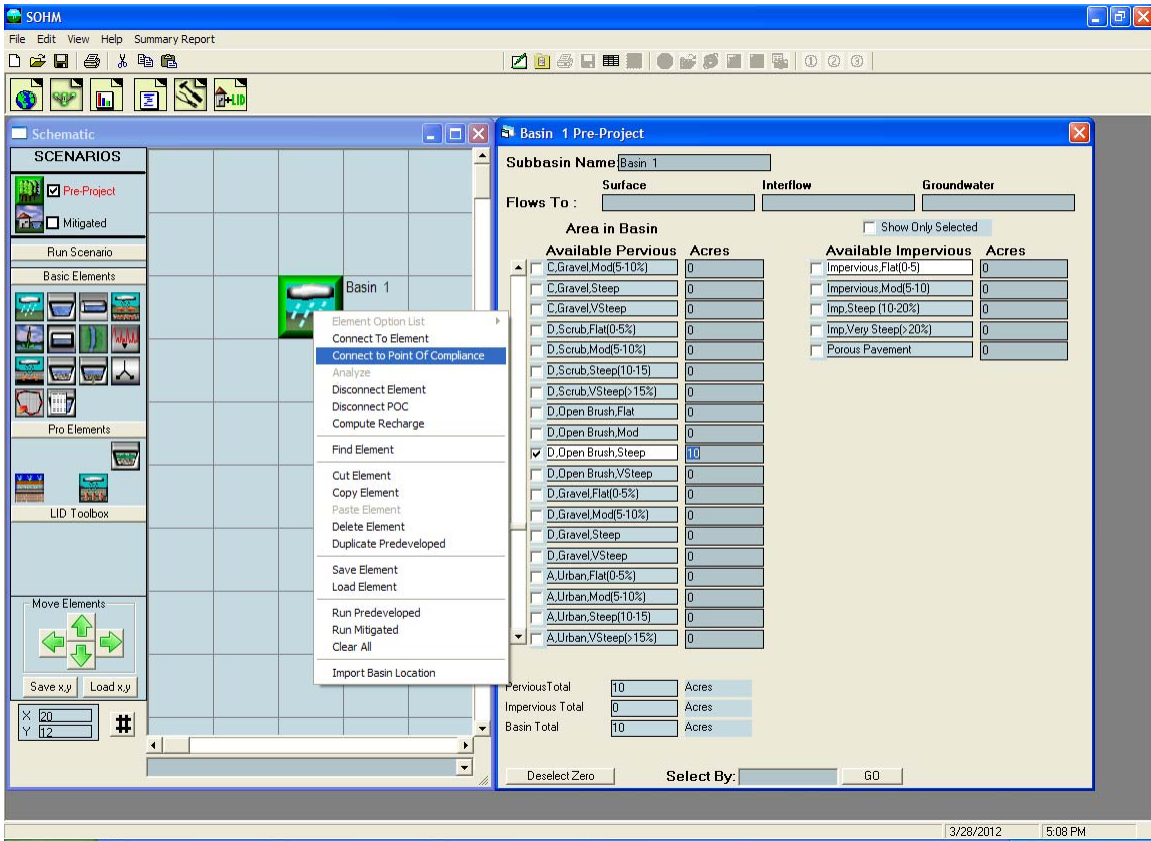 SOHM
File Edit View Help Summary Report
Schematic
SCENARIOS
Pre-Project
Mitigated
Run Scenario
Basic Elements
Pro Elements
LID Toolbox
Move Elements
Save x,y Load x,y
X 20
Y 12
#
Basin 1
Element Option List
Connect To Element
Connect to Point Of Compliance
Analyze
Disconnect Element
Disconnect POC
Compute Recharge
Find Element
Cut Element
Copy Element
Paste Element
Delete Element
Duplicate Predeveloped
Save Element
Load Element
Run Predeveloped
Run Mitigated
Clear All
Import Basin Location
Basin 1 Pre-Project
Subbasin Name: Basin 1
Surface Interflow Groundwater
Flows To :
Area in Basin Show Only Selected
Available Pervious Acres Available Impervious Acres
C,Gravel,Mod(5-10%) 0 Impervious,Flat(0-5) 0
C,Gravel,Steep 0 Impervious,Mod(5-10) 0
C,Gravel,VSteep 0 Imp,Steep (10-20%) 0
D,Scrub,Flat(0-5%) 0 Imp,Very Steep(>20%) 0
D,Scrub,Mod(5-10%) 0 Porous Pavement 0
D,Scrub,Steep(10-15) 0
D,Scrub,VSteep(>15%) 0
D,Open Brush,Flat 0
D,Open Brush,Mod 0
D,Open Brush,Steep 10
D,Open Brush,VSteep 0
D,Gravel,Flat(0-5%) 0
D,Gravel,Mod(5-10%) 0
D,Gravel,Steep 0
D,Gravel,VSteep 0
A,Urban,Flat(0-5%) 0
A,Urban,Mod(5-10%) 0
A,Urban,Steep(10-15) 0
A,Urban,VSteep(>15%) 0
PerviousTotal 10 Acres
Impervious Total 0 Acres
Basin Total 10 Acres
Deselect Zero Select By: GO
3/28/2012 5:08 PM